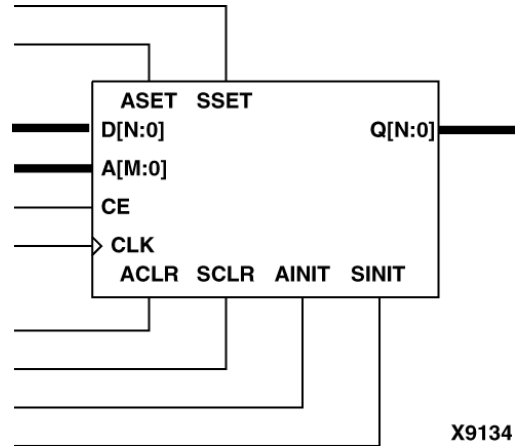 ASET SSET
D[N:0] Q[N:0]
A[M:0]
CE
CLK
ACLR SCLR AINIT SINIT
X9134